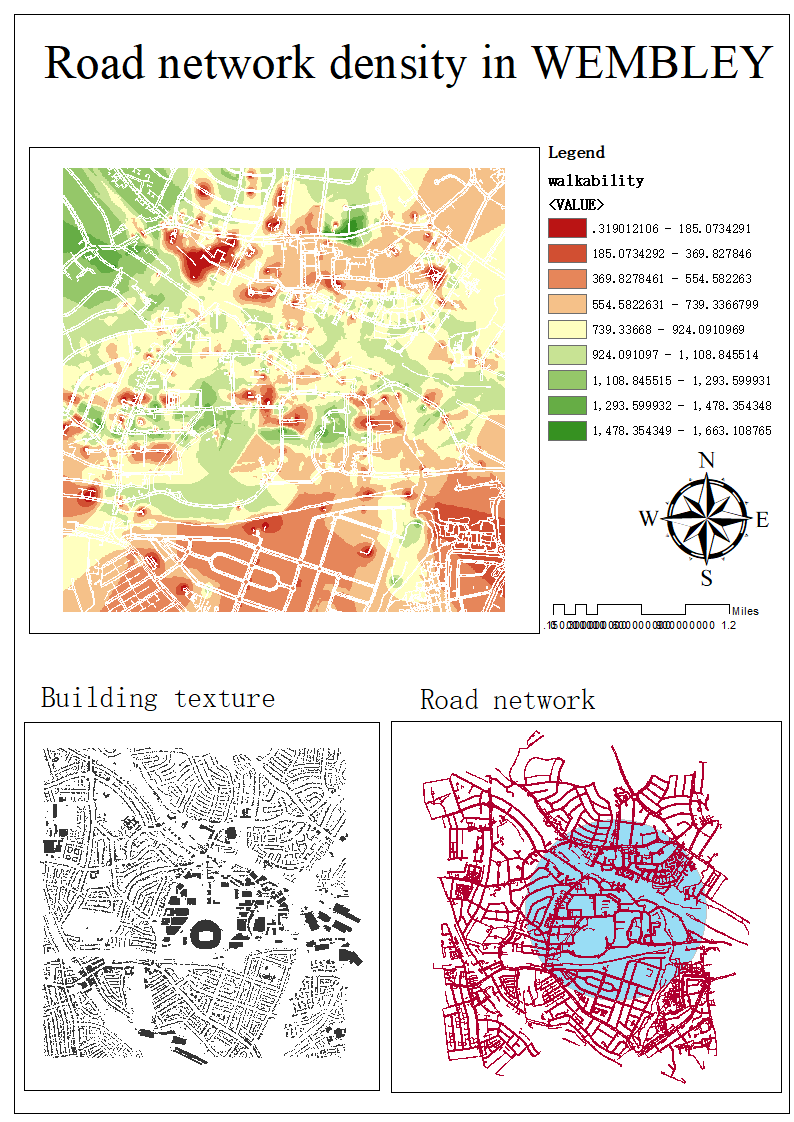 Road network density in WEMBLEY
Legend
walkability
<VALUE>
.319012106 - 185.0734291
185.0734292 - 369.827846
369.8278461 - 554.582263
554.5822631 - 739.3366799
739.33668 - 924.0910969
924.091097 - 1,108.845514
1,108.845515 - 1,293.599931
1,293.599932 - 1,478.354348
1,478.354349 - 1,663.108765
N
W
E
S
Miles
1.2
Building texture
Road network